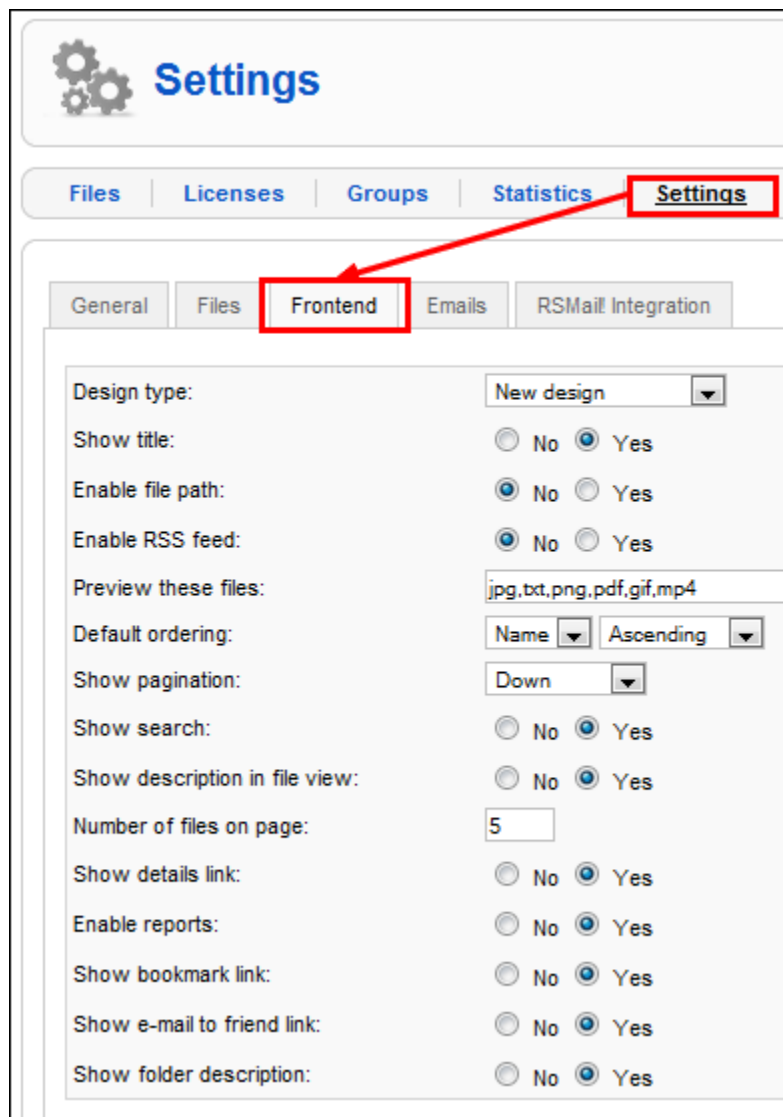 Settings
Files Licenses Groups Statistics Settings
General Files Frontend Emails RSMail! Integration
Design type: New design
Show title: No Yes
Enable file path: No Yes
Enable RSS feed: No Yes
Preview these files: jpg,txt,png,pdf,gif,mp4
Default ordering: Name Ascending
Show pagination: Down
Show search: No Yes
Show description in file view: No Yes
Number of files on page: 5
Show details link: No Yes
Enable reports: No Yes
Show bookmark link: No Yes
Show e-mail to friend link: No Yes
Show folder description: No Yes